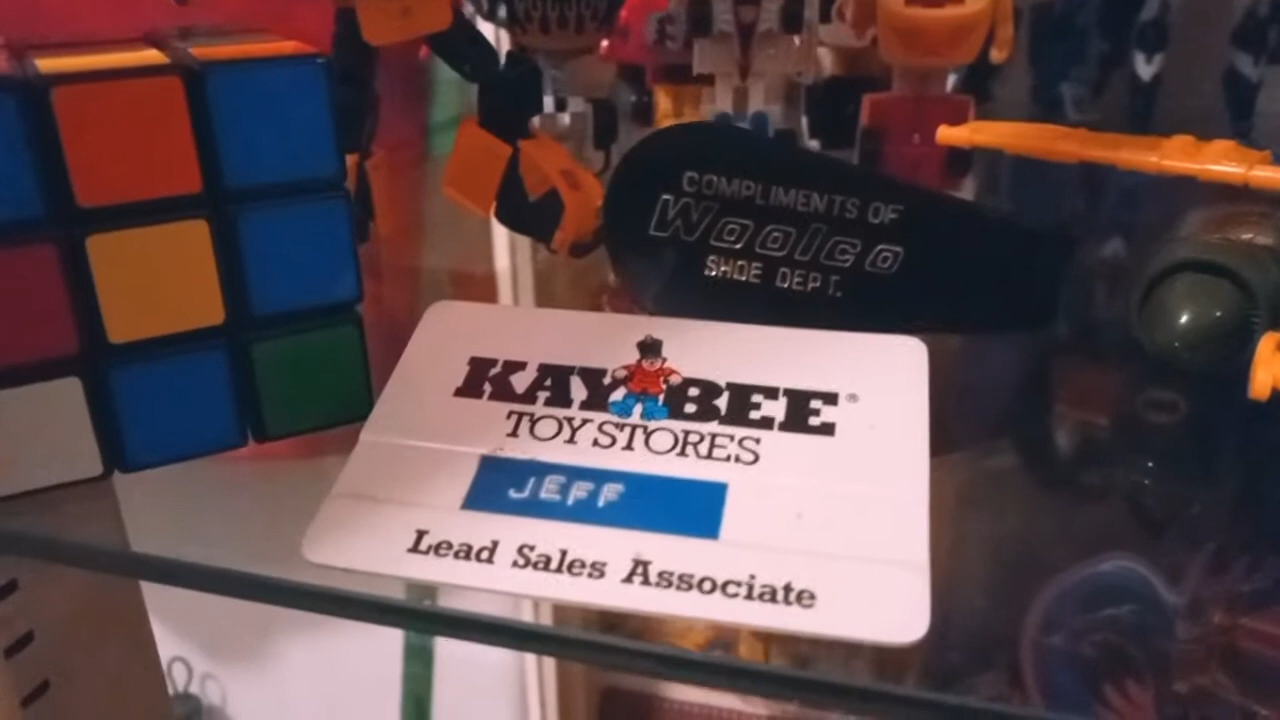 COMPLIMENTS OF
Woolco
SHOE DEPT.
KAY BEE®
TOY STORES
JEFF
Lead Sales Associate